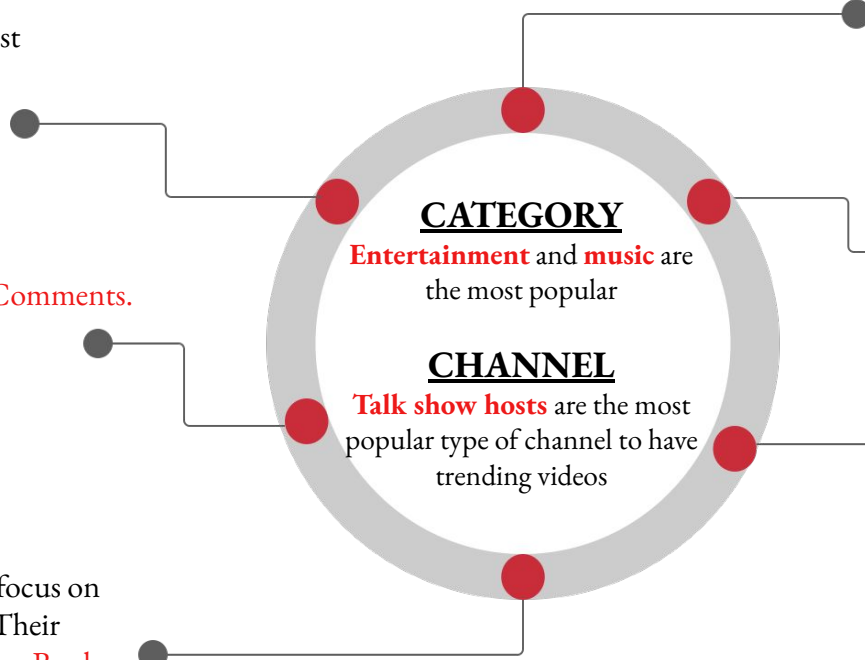 st
CATEGORY
Entertainment and music are
the most popular
Comments.
CHANNEL
Talk show hosts are the most
popular type of channel to have
trending videos
focus on
Their